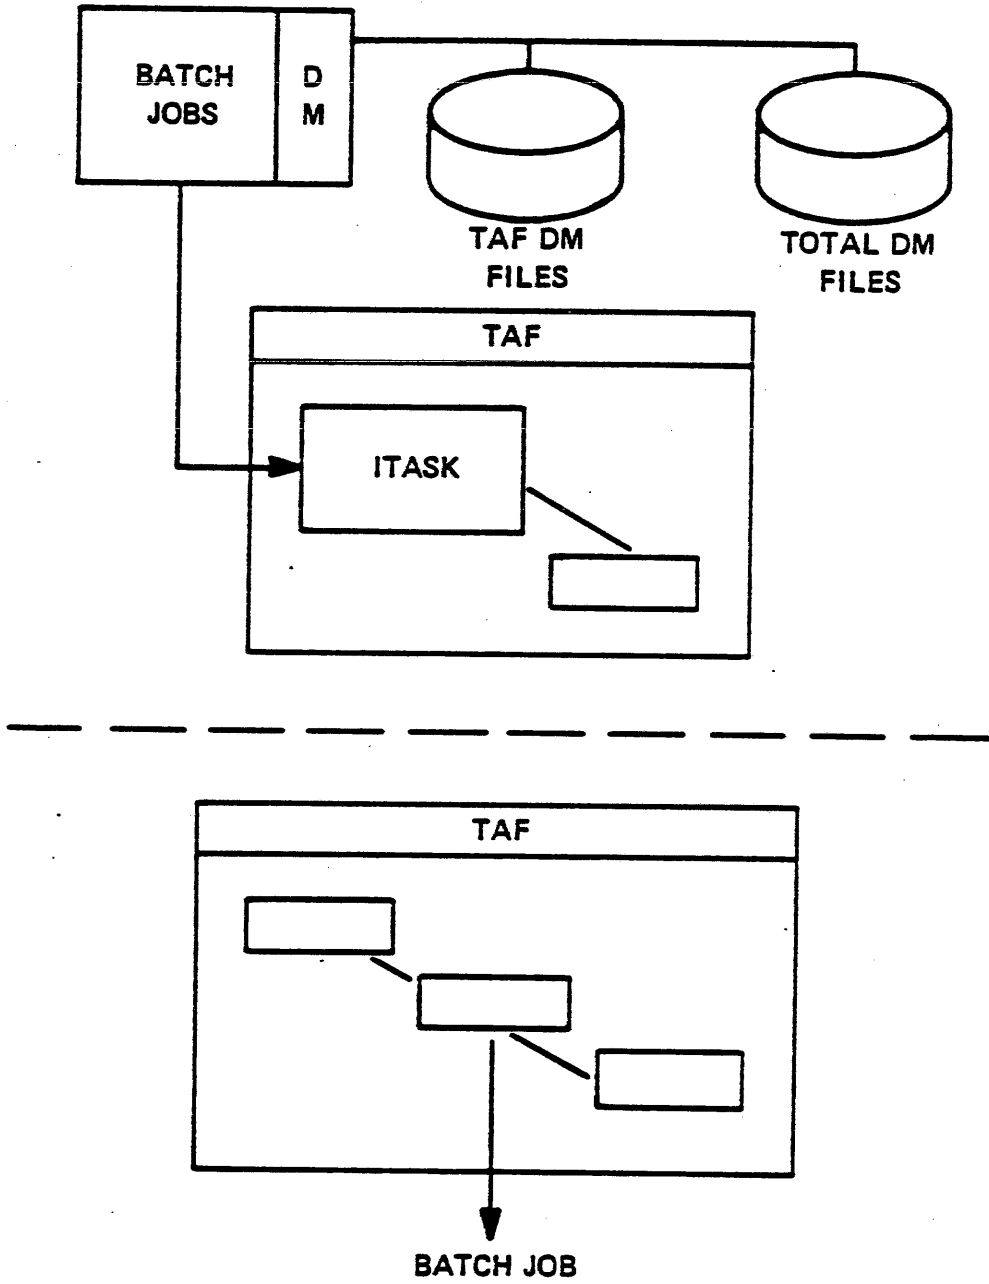 BATCH
JOBS
D
M
TAF DM
FILES
TOTAL DM
FILES
TAF
ITASK
TAF
BATCH JOB